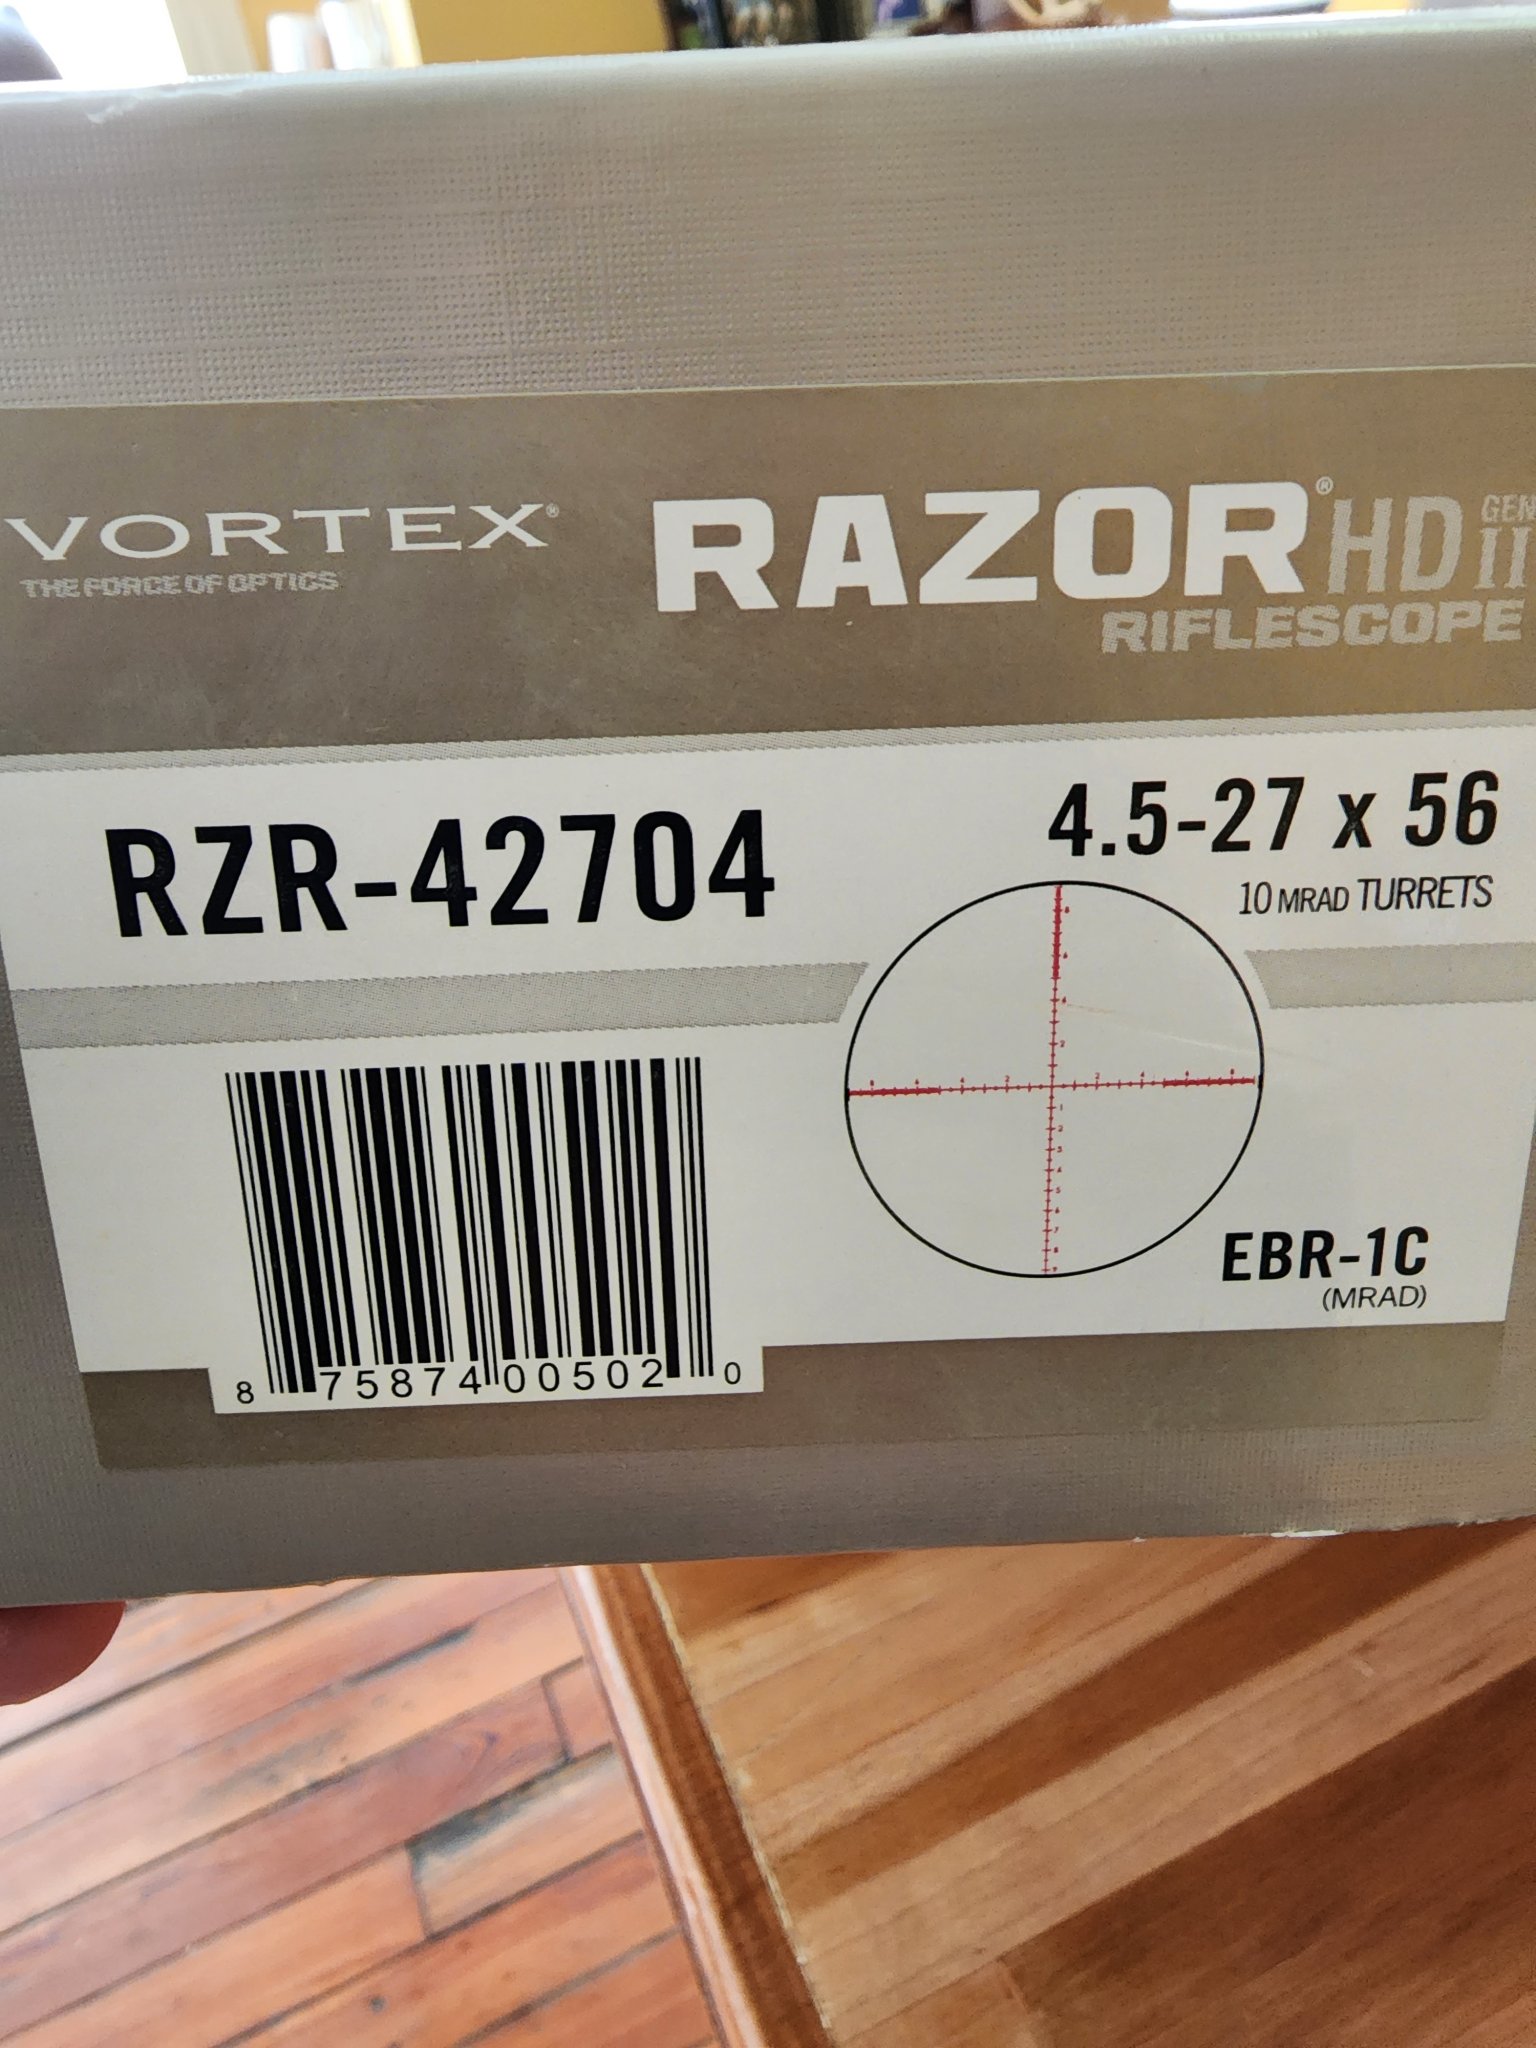 VORTEX®
THE FORCE OF OPTICS
RAZOR® HD GEN II
RIFLESCOPE
RZR-42704
4.5-27 x 56
10 MRAD TURRETS
EBR-1C
(MRAD)
8 75874 00502 0